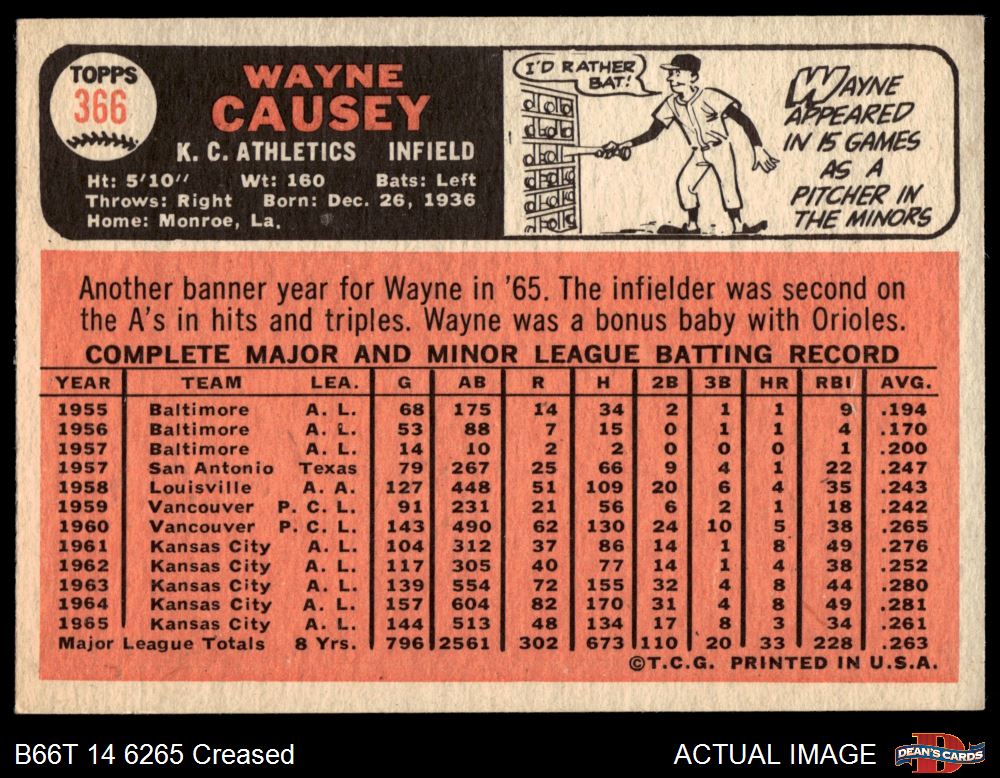 TOPPS
366
WAYNE
CAUSEY
K. C. ATHLETICS INFIELD
Ht: 5'10" Wt: 160 Bats: Left
Throws: Right Born: Dec. 26, 1936
Home: Monroe, La.
I'D RATHER
BAT!
WAYNE
APPEARED
IN 15 GAMES
AS A
PITCHER IN
THE MINORS
Another banner year for Wayne in '65. The infielder was second on
the A's in hits and triples. Wayne was a bonus baby with Orioles.
COMPLETE MAJOR AND MINOR LEAGUE BATTING RECORD
YEAR TEAM LEA. G AB R H 2B 3B HR RBI AVG.
1955 Baltimore A. L. 68 175 14 34 2 1 1 9 .194
1956 Baltimore A. L. 53 88 7 15 0 1 1 4 .170
1957 Baltimore A. L. 14 10 2 2 0 0 0 1 .200
1957 San Antonio Texas 79 267 25 66 9 4 1 22 .247
1958 Louisville A. A. 127 448 51 109 20 6 4 35 .243
1959 Vancouver P. C. L. 91 231 21 56 6 2 1 18 .242
1960 Vancouver P. C. L. 143 490 62 130 24 10 5 38 .265
1961 Kansas City A. L. 104 312 37 86 14 1 8 49 .276
1962 Kansas City A. L. 117 305 40 77 14 1 4 38 .252
1963 Kansas City A. L. 139 554 72 155 32 4 8 44 .280
1964 Kansas City A. L. 157 604 82 170 31 4 8 49 .281
1965 Kansas City A. L. 144 513 48 134 17 8 3 34 .263
Major League Totals 8 Yrs. 796 2561 302 673 110 20 33 228 .263
©T.C.G. PRINTED IN U.S.A.
B66T 14 6265 Creased ACTUAL IMAGE DEAN'S CARDS